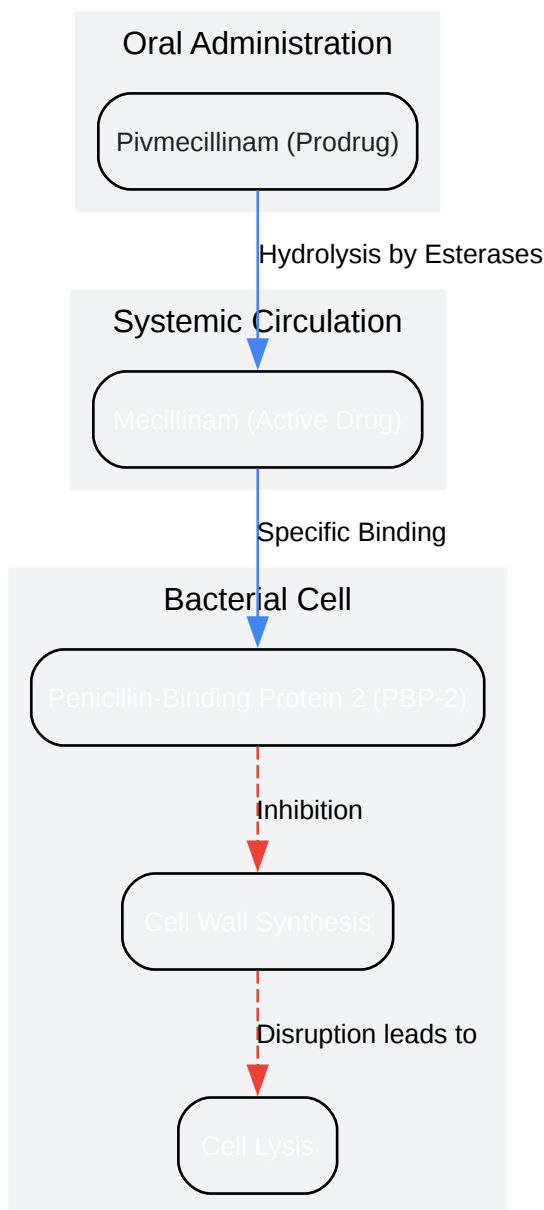 Oral Administration
Pivmecillinam (Prodrug)
Hydrolysis by Esterases
Systemic Circulation
Mecillinam (Active Drug)
Specific Binding
Bacterial Cell
Penicillin-Binding Protein 2 (PBP-2)
Inhibition
Cell Wall Synthesis
Disruption leads to
Cell Lysis